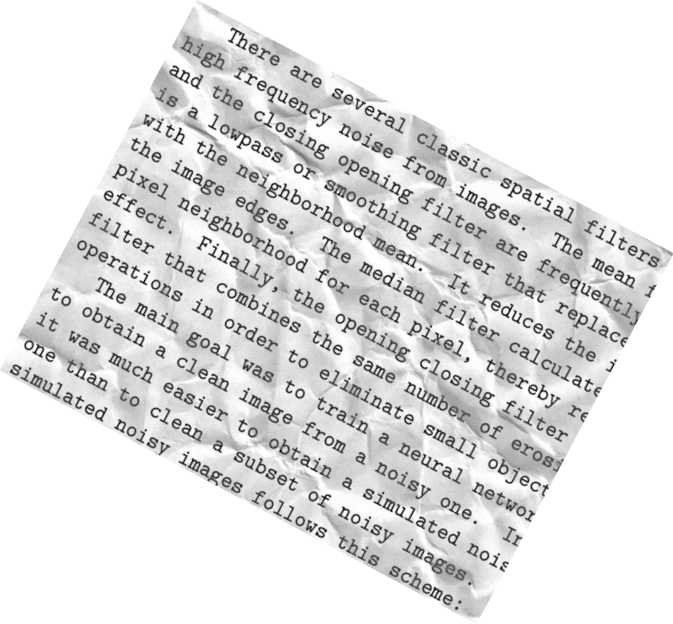 There are several classic spatial filters
high frequency noise from images. The mean f
and the closing opening filter are frequently
is a lowpass or smoothing filter that replace
with the neighborhood mean. It reduces the i
the image edges. The median filter calculate
pixel neighborhood for each pixel, thereby re
effect. Finally, the opening closing filter
filter that combines the same number of erosi
operations in order to eliminate small object
The main goal was to train a neural networ
to obtain a clean image from a noisy one. In
it was much easier to obtain a simulated nois
one than to clean a subset of noisy images.
simulated noisy images follows this scheme: